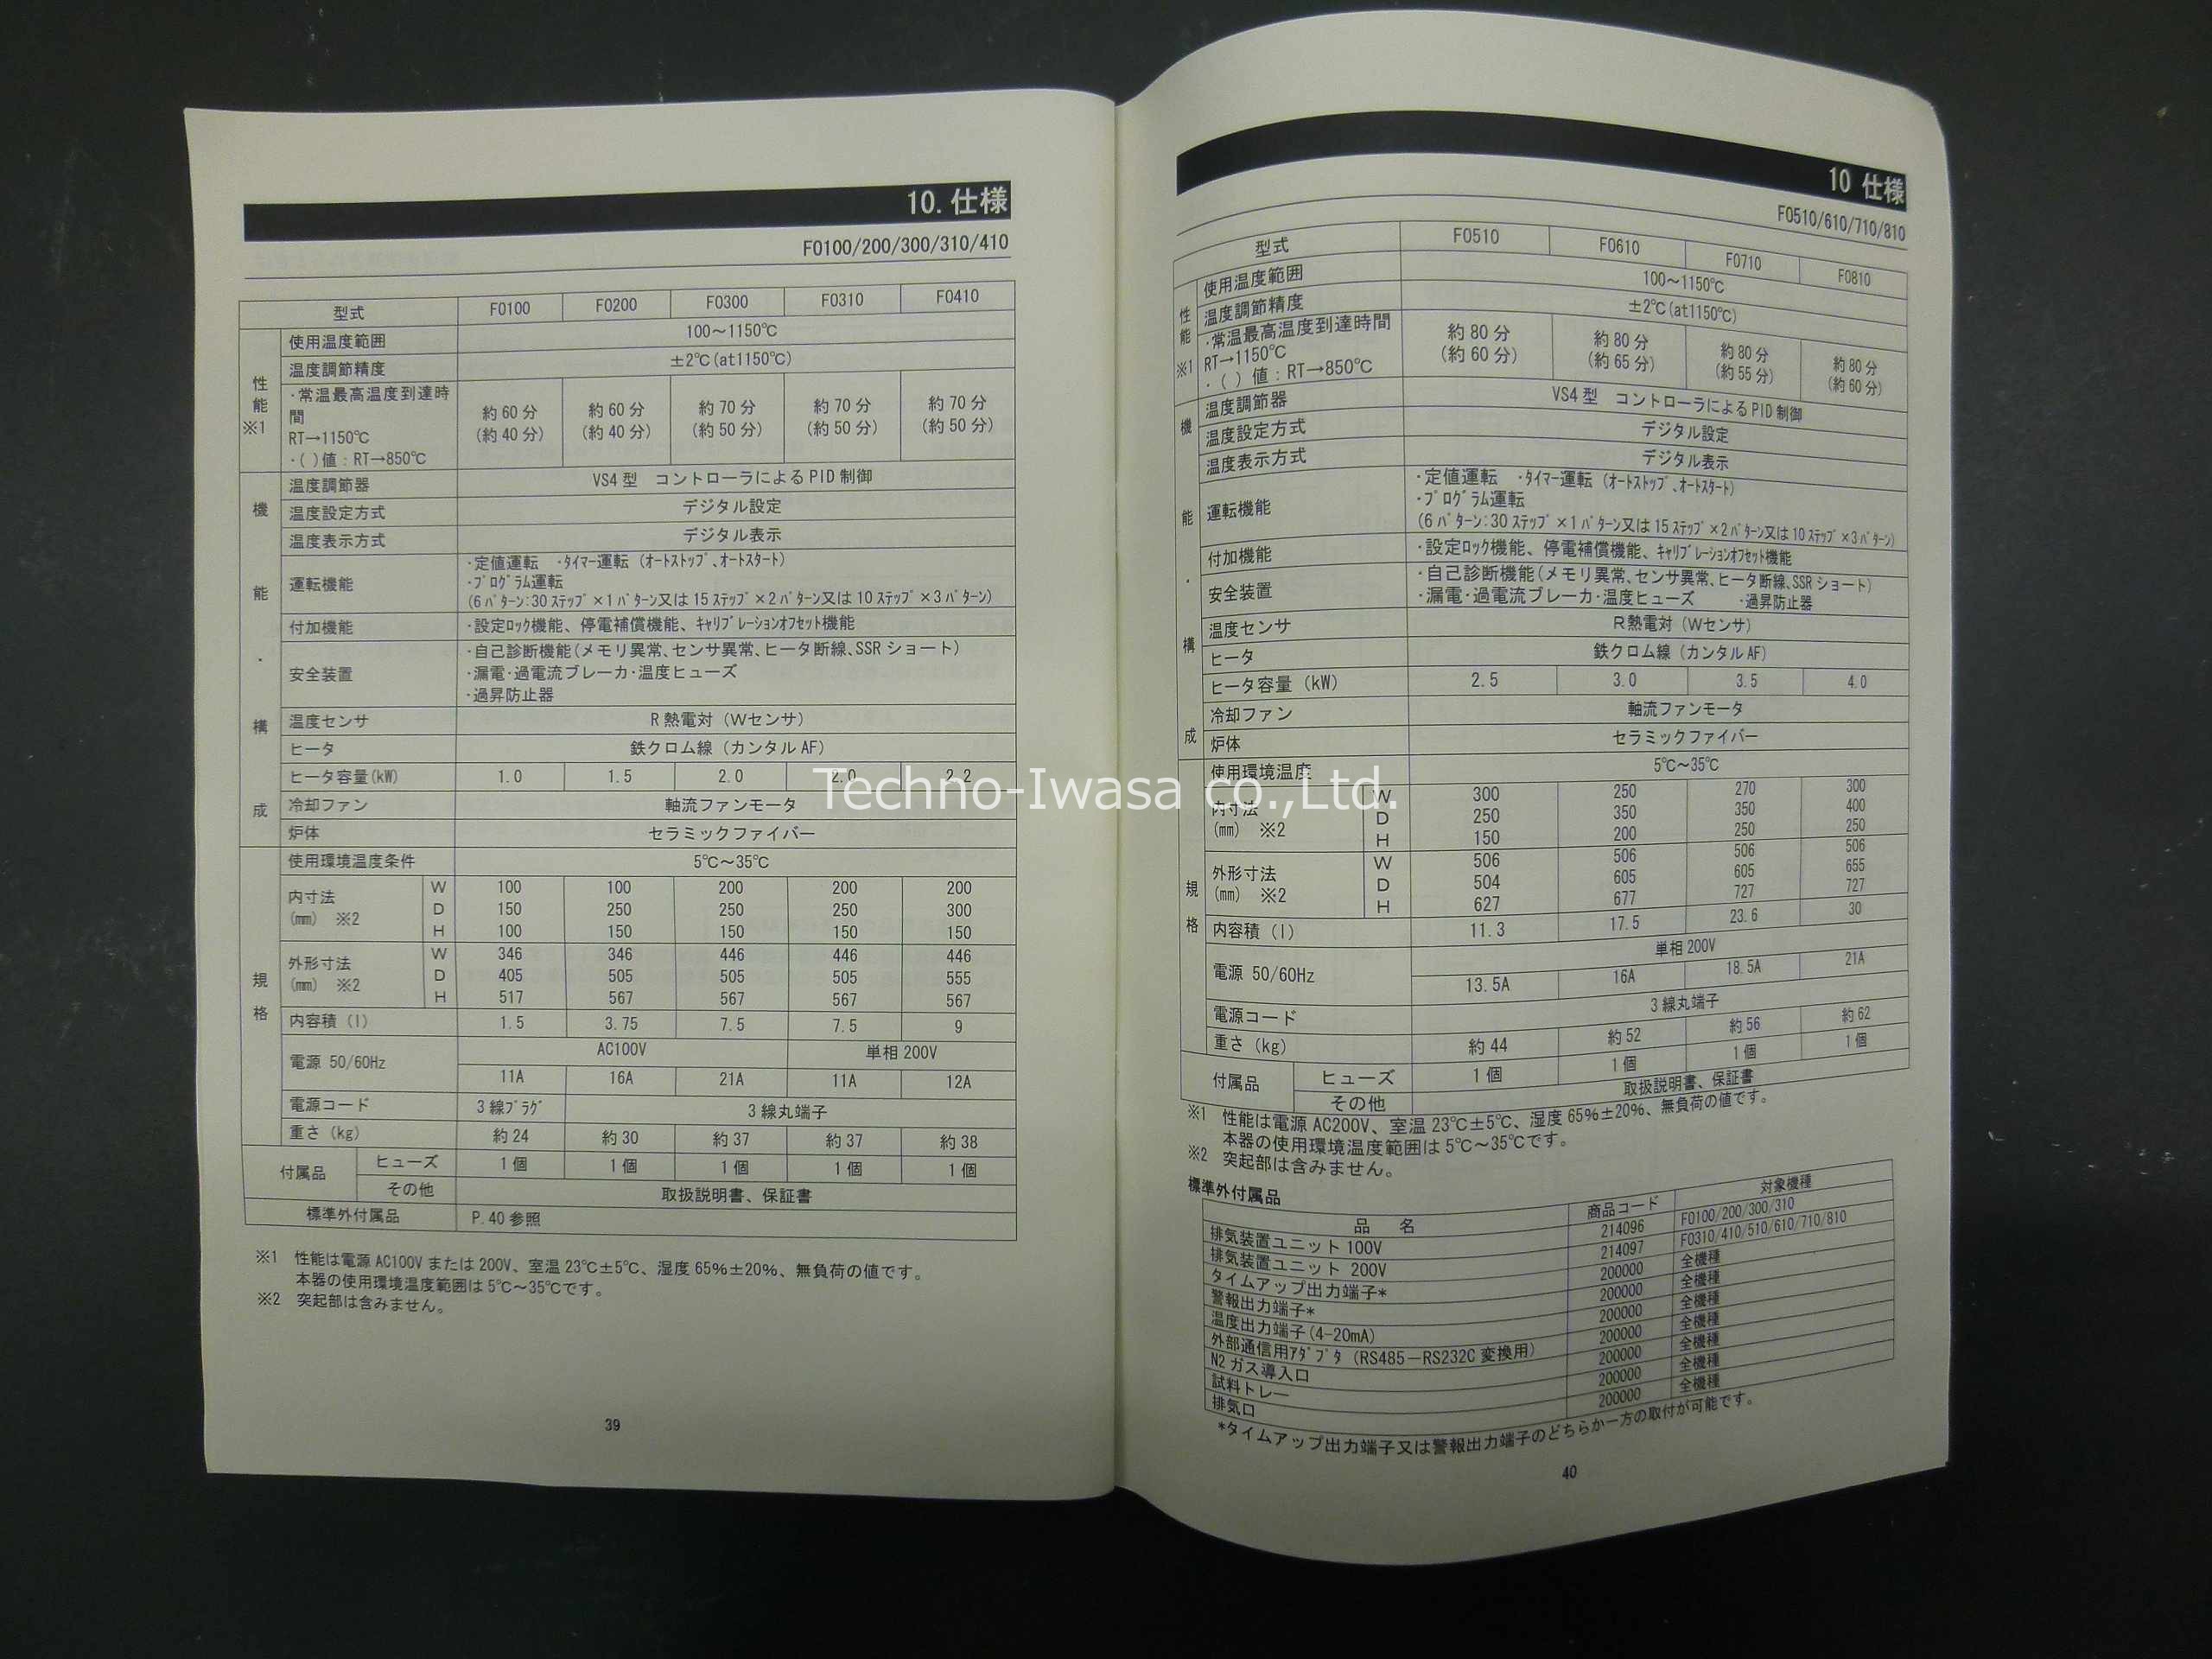 10.仕様
FO100/200/300/310/410
型式 FO100 FO200 FO300 FO310 FO410
性能※1
使用温度範囲 100～1150℃
温度調節精度 ±2℃(at1150℃)
・常温最高温度到達時間
RT→1150℃
・( )値：RT→850℃
約60分 約60分 約70分 約70分 約70分
(約40分) (約40分) (約50分) (約50分) (約50分)
機能・構成
温度調節器 VS4型 コントローラによるPID制御
温度設定方式 デジタル設定
温度表示方式 デジタル表示
運転機能 ・定値運転 ・ﾀｲﾏｰ運転（ｵｰﾄｽﾄｯﾌﾟ､ｵｰﾄｽﾀｰﾄ）
・ﾌﾟﾛｸﾞﾗﾑ運転
(6ﾊﾟﾀｰﾝ:30ｽﾃｯﾌﾟ×1ﾊﾟﾀｰﾝ又は15ｽﾃｯﾌﾟ×2ﾊﾟﾀｰﾝ又は10ｽﾃｯﾌﾟ×3ﾊﾟﾀｰﾝ)
付加機能 ・設定ﾛｯｸ機能、停電補償機能、ｷｬﾘﾌﾞﾚｰｼｮﾝｵﾌｾｯﾄ機能
安全装置 ・自己診断機能(メモリ異常､センサ異常､ヒータ断線､SSRショート)
・漏電・過電流ブレーカ・温度ヒューズ
・過昇防止器
温度センサ R熱電対（Wセンサ）
ヒータ 鉄クロム線（カンタルAF）
ヒータ容量(kW) 1.0 1.5 2.0 2.0 2.2
冷却ファン 軸流ファンモータ
炉体 セラミックファイバー
規格
使用環境温度条件 5℃～35℃
内寸法 W 100 100 200 200 200
(㎜) ※2 D 150 250 250 250 300
H 100 150 150 150 150
外形寸法 W 346 346 446 446 446
(㎜) ※2 D 405 505 505 505 555
H 517 567 567 567 567
内容積（l） 1.5 3.75 7.5 7.5 9
電源 50/60Hz AC100V 単相200V
11A 16A 21A 11A 12A
電源コード 3線ﾌﾟﾗｸﾞ 3線丸端子
重さ（kg） 約24 約30 約37 約37 約38
付属品 ヒューズ 1個 1個 1個 1個 1個
その他 取扱説明書、保証書
標準外付属品 P.40参照
※1 性能は電源AC100Vまたは200V、室温23℃±5℃、湿度65%±20%、無負荷の値です。
本器の使用環境温度範囲は5℃～35℃です。
※2 突起部は含みません。
39
10 仕様
FO510/610/710/810
型式 FO510 FO610 FO710 FO810
性能※1
使用温度範囲 100～1150℃
温度調節精度 ±2℃(at1150℃)
・常温最高温度到達時間
RT→1150℃
・( )値：RT→850℃
約80分 約80分 約80分 約80分
(約60分) (約65分) (約55分) (約60分)
機能・構成
温度調節器 VS4型 コントローラによるPID制御
温度設定方式 デジタル設定
温度表示方式 デジタル表示
運転機能 ・定値運転 ・ﾀｲﾏｰ運転（ｵｰﾄｽﾄｯﾌﾟ､ｵｰﾄｽﾀｰﾄ）
・ﾌﾟﾛｸﾞﾗﾑ運転
(6ﾊﾟﾀｰﾝ:30ｽﾃｯﾌﾟ×1ﾊﾟﾀｰﾝ又は15ｽﾃｯﾌﾟ×2ﾊﾟﾀｰﾝ又は10ｽﾃｯﾌﾟ×3ﾊﾟﾀｰﾝ)
付加機能 ・設定ﾛｯｸ機能、停電補償機能、ｷｬﾘﾌﾞﾚｰｼｮﾝｵﾌｾｯﾄ機能
安全装置 ・自己診断機能(メモリ異常､センサ異常､ヒータ断線､SSRショート)
・漏電・過電流ブレーカ・温度ヒューズ ・過昇防止器
温度センサ R熱電対（Wセンサ）
ヒータ 鉄クロム線（カンタルAF）
ヒータ容量（kW） 2.5 3.0 3.5 4.0
冷却ファン 軸流ファンモータ
炉体 セラミックファイバー
規格
使用環境温度 5℃～35℃
内寸法 W 300 250 270 300
(㎜) ※2 D 250 350 350 400
H 150 200 250 250
外形寸法 W 506 506 506 506
(㎜) ※2 D 504 605 605 655
H 627 677 727 727
内容積（l） 11.3 17.5 23.6 30
電源 50/60Hz 単相200V
13.5A 16A 18.5A 21A
電源コード 3線丸端子
重さ（kg） 約44 約52 約56 約62
付属品 ヒューズ 1個 1個 1個 1個
その他 取扱説明書、保証書
※1 性能は電源AC200V、室温23℃±5℃、湿度65%±20%、無負荷の値です。
本器の使用環境温度範囲は5℃～35℃です。
※2 突起部は含みません。
標準外付属品
品 名 商品コード 対象機種
排気装置ユニット100V 214096 FO100/200/300/310
排気装置ユニット 200V 214097 FO310/410/510/610/710/810
タイムアップ出力端子* 200000 全機種
警報出力端子* 200000 全機種
温度出力端子(4-20mA) 200000 全機種
外部通信用ｱﾀﾞﾌﾟﾀ（RS485－RS232C変換用） 200000 全機種
N2ガス導入口 200000 全機種
試料トレー 200000 全機種
排気口 200000 全機種
*タイムアップ出力端子又は警報出力端子のどちらか一方の取付が可能です。
40
Techno-Iwasa co.,Ltd.